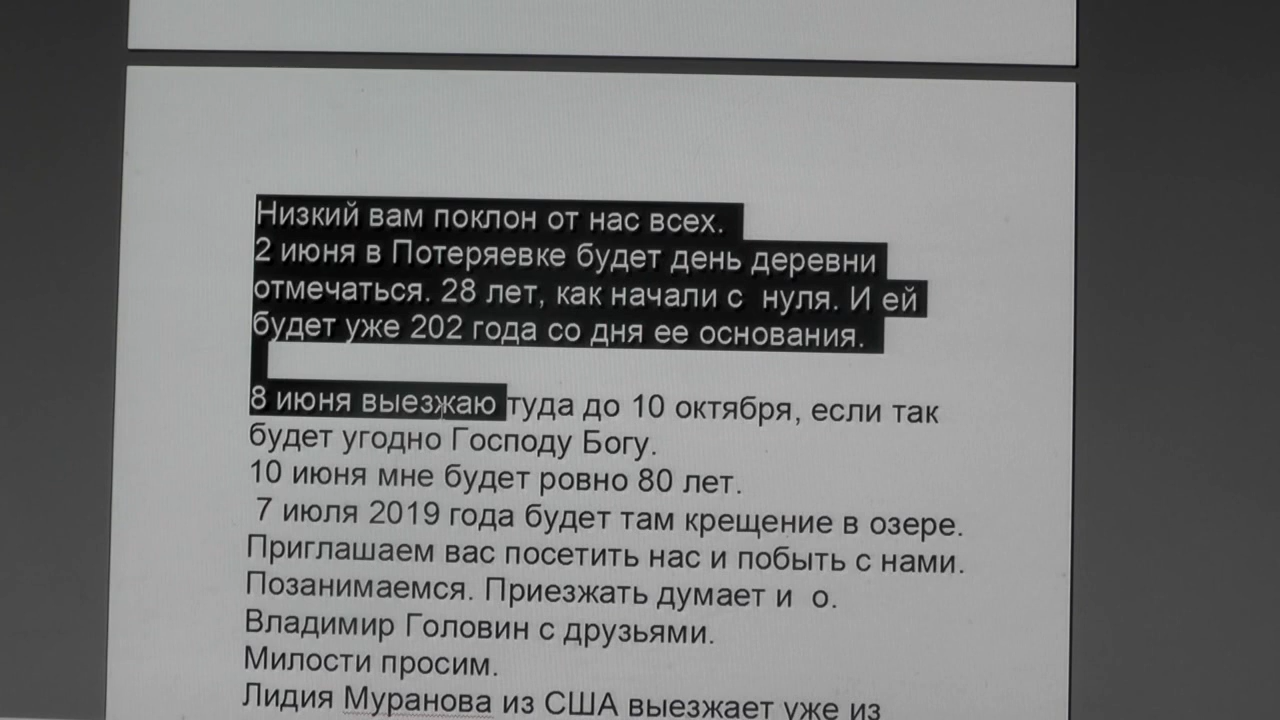 Низкий вам поклон от нас всех.
2 июня в Потеряевке будет день деревни
отмечаться. 28 лет, как начали с  нуля. И ей
будет уже 202 года со дня ее основания.
8 июня выезжаю туда до 10 октября, если так
будет угодно Господу Богу.
10 июня мне будет ровно 80 лет.
7 июля 2019 года будет там крещение в озере.
Приглашаем вас посетить нас и побыть с нами.
Позанимаемся. Приезжать думает и  о.
Владимир Головин с друзьями.
Милости просим.
Лидия Муранова из США выезжает уже из